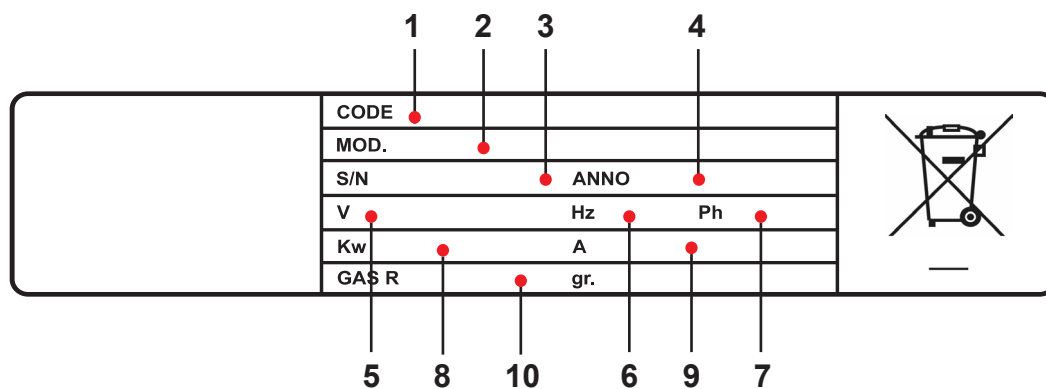 1 2 3 4
CODE
MOD.
S/N ANNO
V Hz Ph
Kw A
GAS R gr.
5 8 10 6 9 7